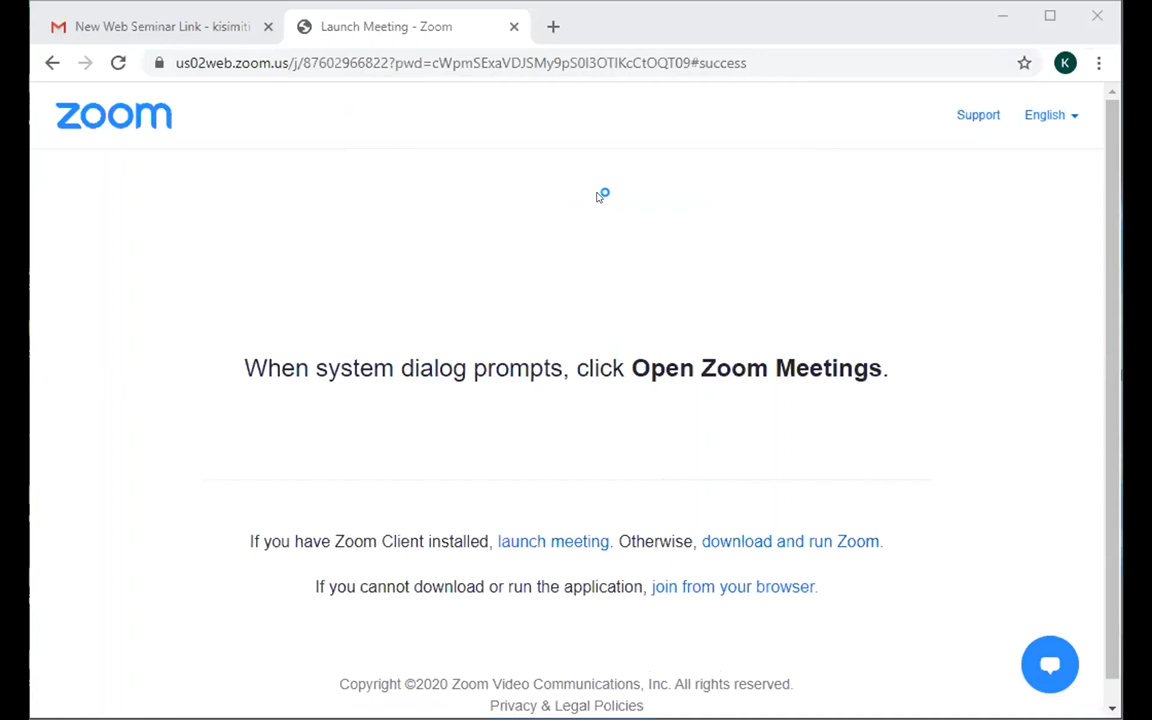 New Web Seminar Link - kisimiti
Launch Meeting - Zoom
us02web.zoom.us/j/87602966822?pwd=cWpmSExaVDJSMy9pS0l3OTlKcCtOQT09#success
K
zoom
Support
English
When system dialog prompts, click Open Zoom Meetings.
If you have Zoom Client installed, launch meeting. Otherwise, download and run Zoom.
If you cannot download or run the application, join from your browser.
Copyright ©2020 Zoom Video Communications, Inc. All rights reserved.
Privacy & Legal Policies